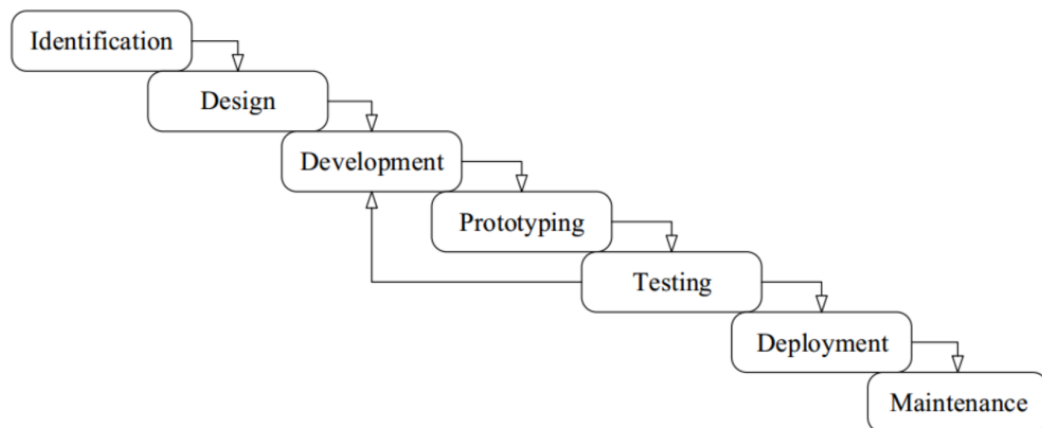 Identification
Design
Development
Prototyping
Testing
Deployment
Maintenance